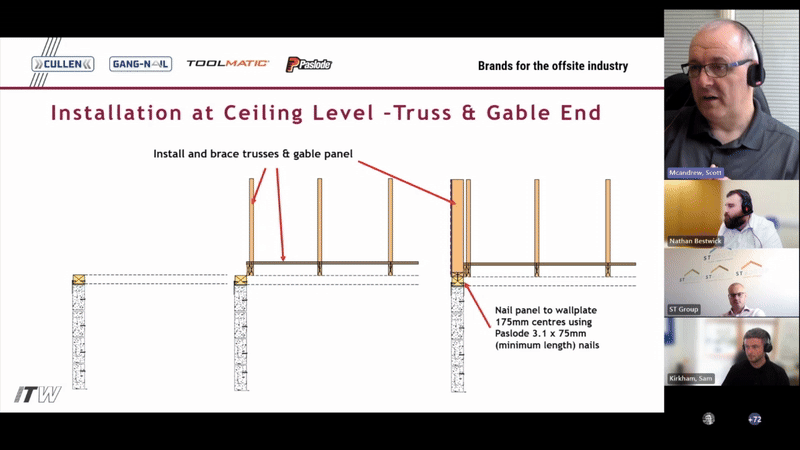 CULLEN
GANG-NAIL
TOOLMATIC
Paslode
Brands for the offsite industry
Installation at Ceiling Level –Truss & Gable End
Install and brace trusses & gable panel
Nail panel to wallplate
175mm centres using
Paslode 3.1 x 75mm
(minimum length) nails
ITW
Mcandrew, Scott
Nathan Bestwick
ST
ST
ST
ST Group
Kirkham, Sam
+72